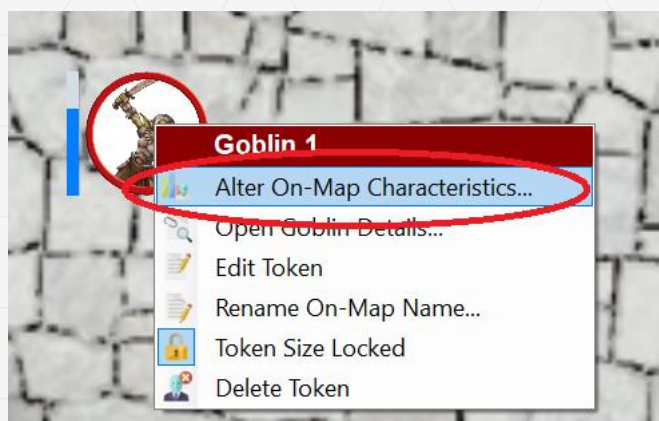 Goblin 1
Alter On-Map Characteristics...
Open Goblin Details...
Edit Token
Rename On-Map Name...
Token Size Locked
Delete Token